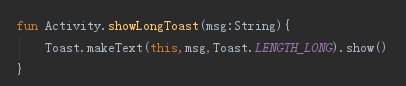 fun Activity.showLongToast(msg:String){
Toast.makeText(this,msg,Toast.LENGTH_LONG).show()
}